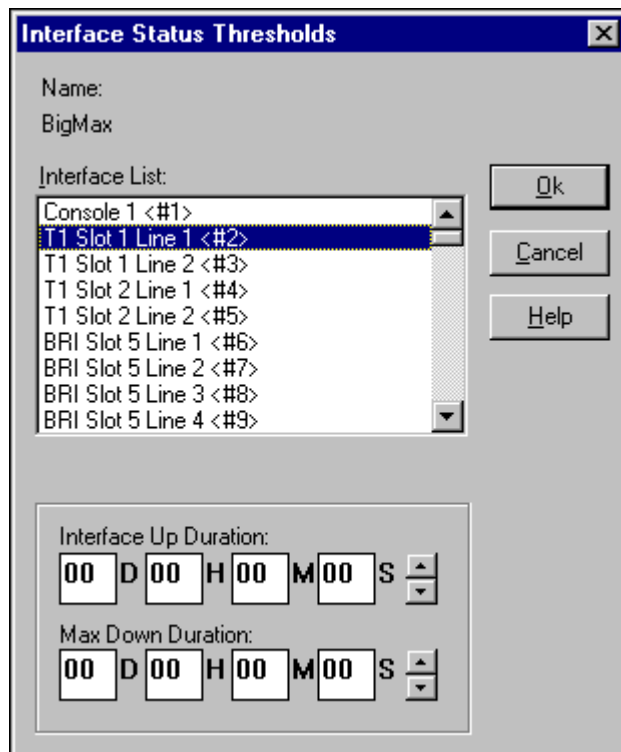 Interface Status Thresholds
Name:
BigMax
Interface List:
Console 1 <#1>
T1 Slot 1 Line 1 <#2>
T1 Slot 1 Line 2 <#3>
T1 Slot 2 Line 1 <#4>
T1 Slot 2 Line 2 <#5>
BRI Slot 5 Line 1 <#6>
BRI Slot 5 Line 2 <#7>
BRI Slot 5 Line 3 <#8>
BRI Slot 5 Line 4 <#9>
Ok
Cancel
Help
Interface Up Duration:
00 D 00 H 00 M 00 S
Max Down Duration:
00 D 00 H 00 M 00 S